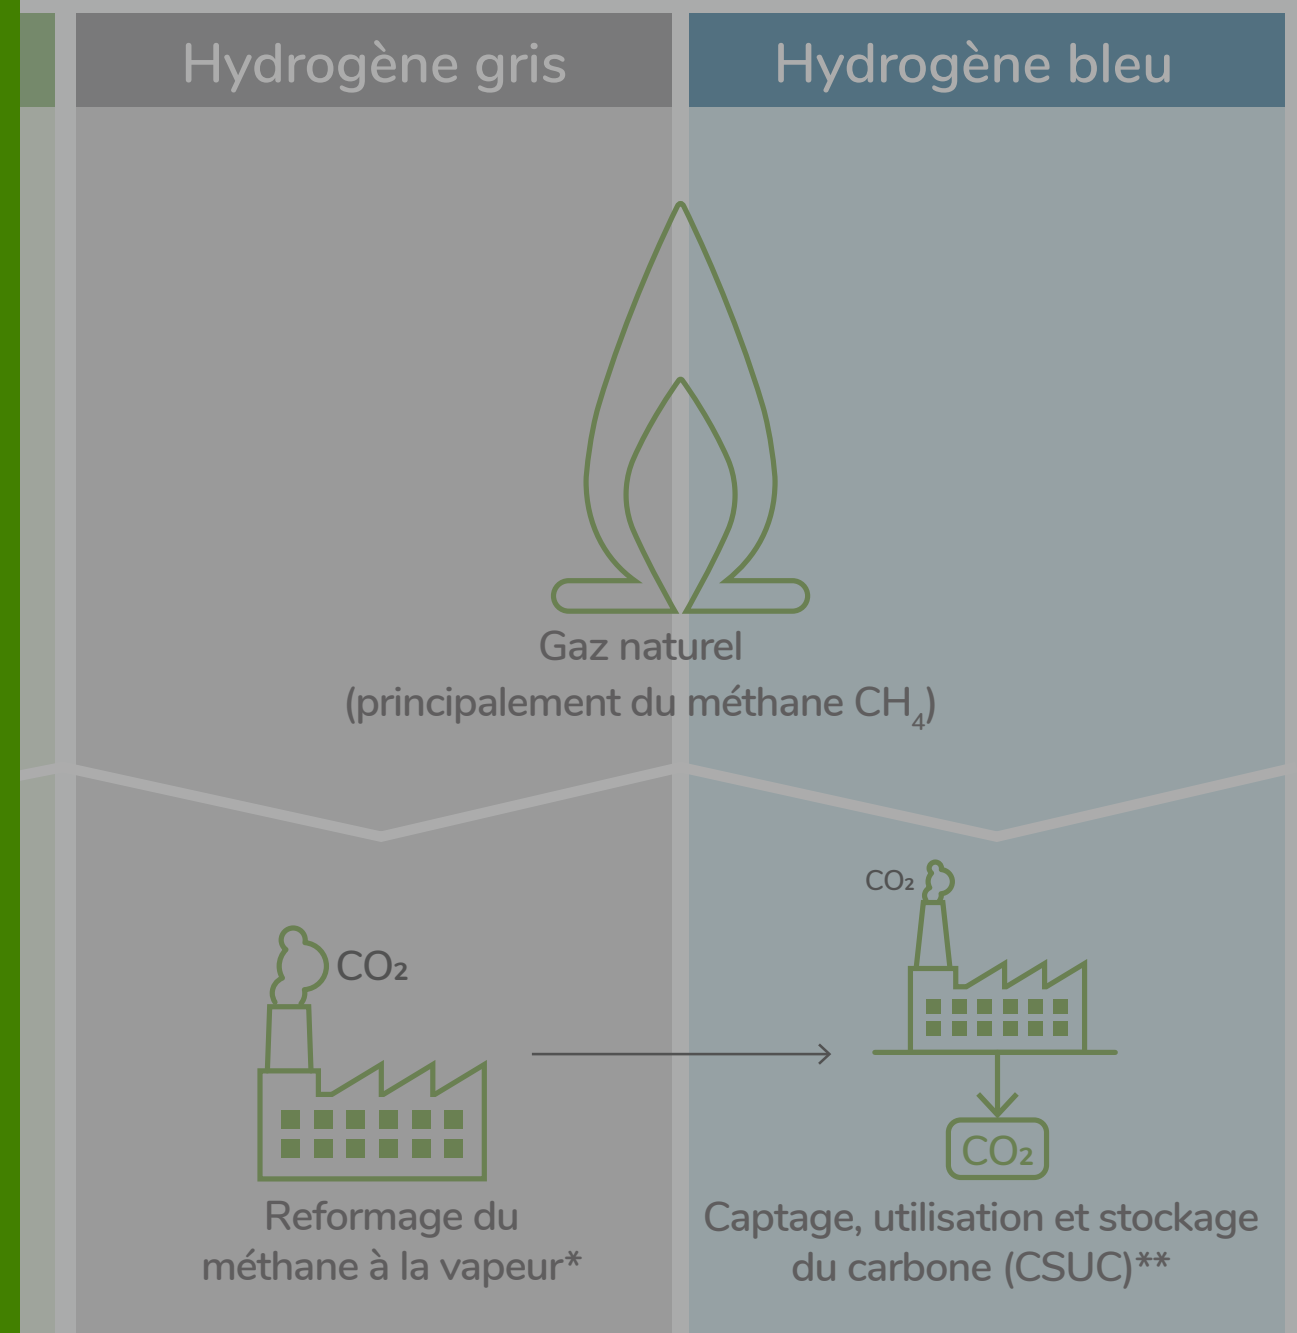 Hydrogène gris
Hydrogène bleu
Gaz naturel
(principalement du méthane CH₄)
CO₂
CO₂
CO₂
Reformage du
méthane à la vapeur*
Captage, utilisation et stockage
du carbone (CSUC)**